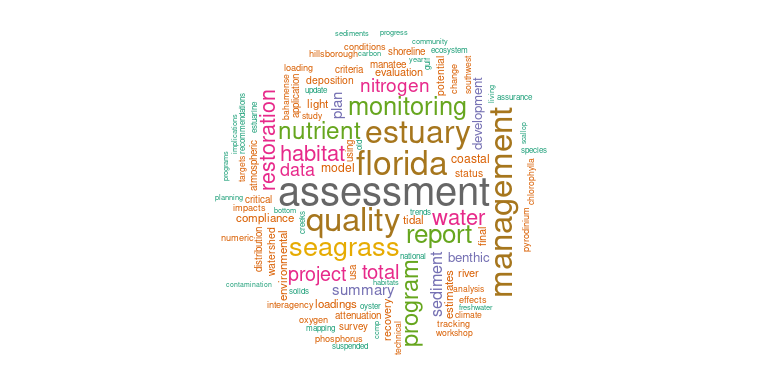 sediments
progress
community
conditions
hillsborough
carbon
shoreline
ecosystem
year
gulf
loading
criteria
manatee
evaluation
potential
change
southwest
deposition
nitrogen
update
bahamense
application
light
plan
monitoring
development
living
assurance
study
recommendations
estuarine
restoration
nutrient
estuary
management
scallop
implications
atmospheric
habitat
using
old
florida
coastal
species
programs
targets
data
model
status
chlorophylla
planning
critical
assessment
impacts
bottom
trends
compliance
creeks
quality
tidal
water
numeric
report
final
pyrodinium
distribution
watershed
environmental
seagrass
national
sediment
benthic
project
usa
total
program
estimates
river
contamination
solids
summary
habitats
analysis
effects
interagency
loadings
oyster
recovery
freshwater
oxygen
attenuation
climate
mapping
survey
ccmp
technical
tracking
workshop
phosphorus
suspended